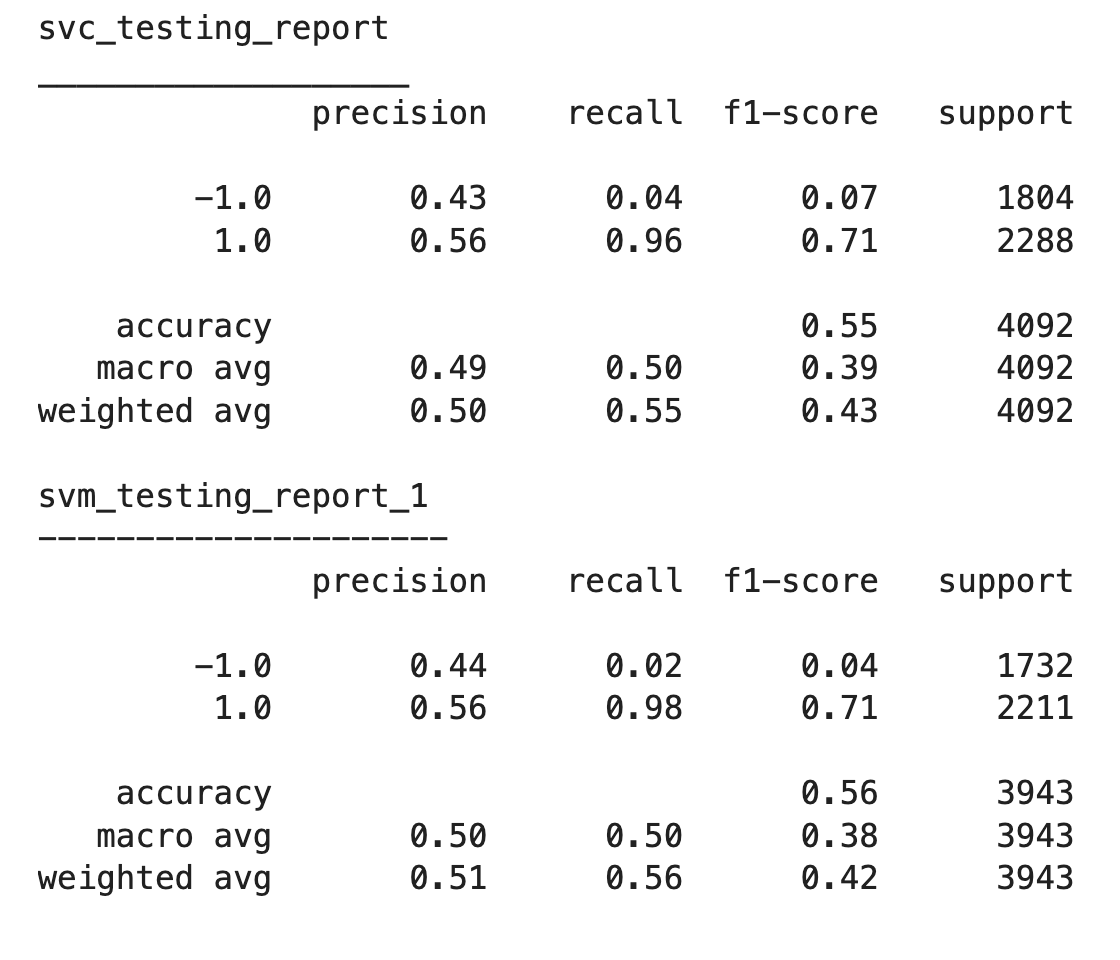 svc_testing_report
___________________
precision recall f1-score support
-1.0 0.43 0.04 0.07 1804
1.0 0.56 0.96 0.71 2288
accuracy 0.55 4092
macro avg 0.49 0.50 0.39 4092
weighted avg 0.50 0.55 0.43 4092
svm_testing_report_1
---------------------
precision recall f1-score support
-1.0 0.44 0.02 0.04 1732
1.0 0.56 0.98 0.71 2211
accuracy 0.56 3943
macro avg 0.50 0.50 0.38 3943
weighted avg 0.51 0.56 0.42 3943